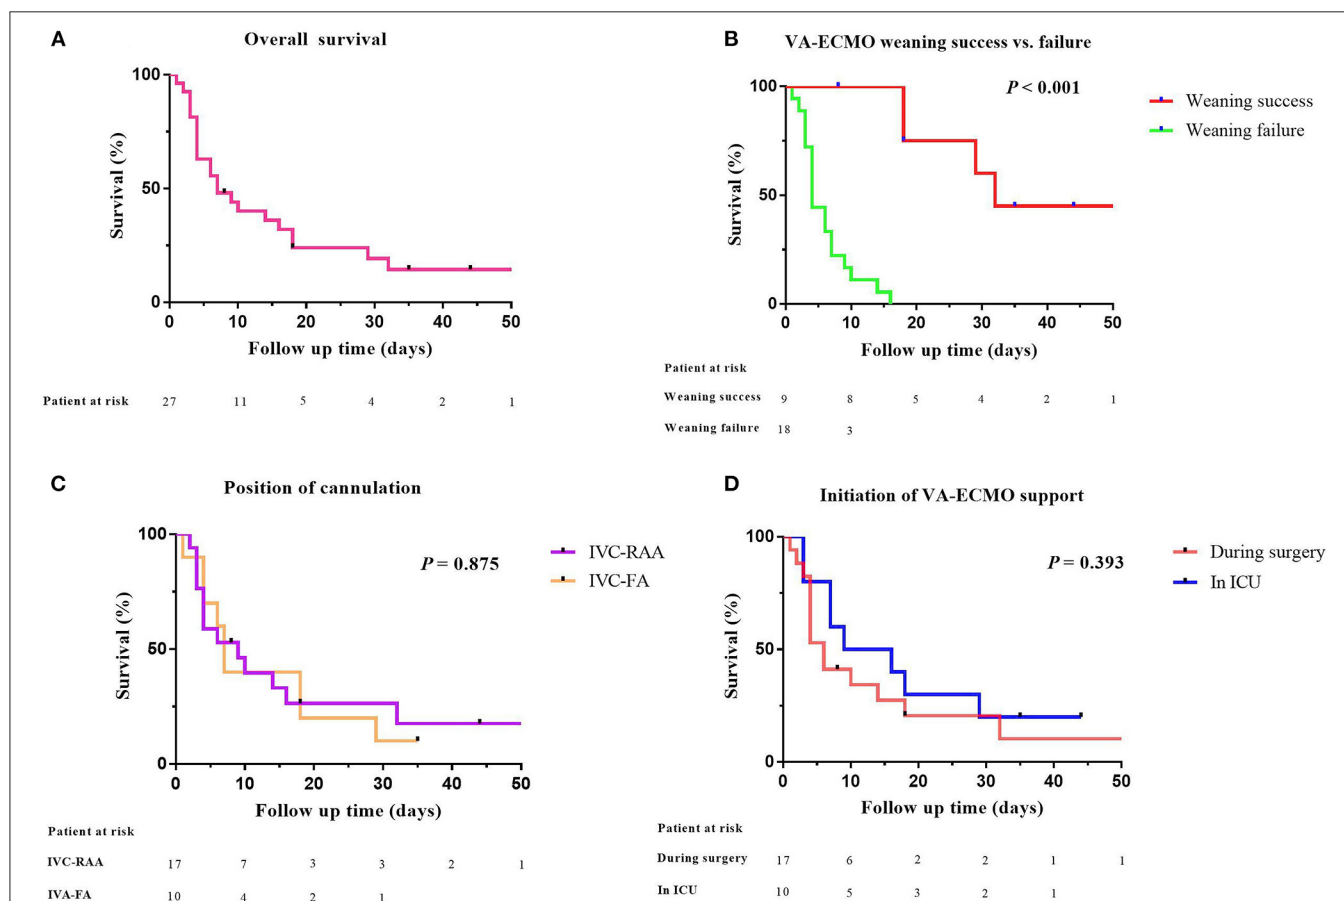 A
Overall survival
100
50
0
Survival (%)
0 10 20 30 40 50
Follow up time (days)
Patient at risk 27 11 5 4 2 1
B
VA-ECMO weaning success vs. failure
P < 0.001
Weaning success
Weaning failure
100
50
0
Survival (%)
0 10 20 30 40 50
Follow up time (days)
Patient at risk
Weaning success 9 8 5 4 2 1
Weaning failure 18 3
C
Position of cannulation
P = 0.875
IVC-RAA
IVC-FA
100
50
0
Survival (%)
0 10 20 30 40 50
Follow up time (days)
Patient at risk
IVC-RAA 17 7 3 3 2 1
IVA-FA 10 4 2 1
D
Initiation of VA-ECMO support
P = 0.393
During surgery
In ICU
100
50
0
Survival (%)
0 10 20 30 40 50
Follow up time (days)
Patient at risk
During surgery 17 6 2 2 1 1
In ICU 10 5 3 2 1